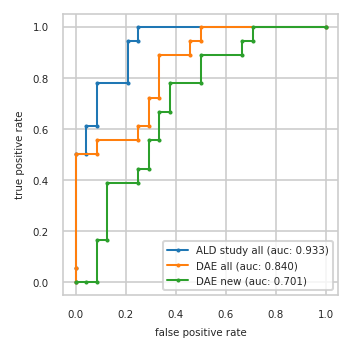 1.0
0.8
0.6
0.4
0.2
0.0
true positive rate
ALD study all (auc: 0.933)
DAE all (auc: 0.840)
DAE new (auc: 0.701)
0.0 0.2 0.4 0.6 0.8 1.0
false positive rate